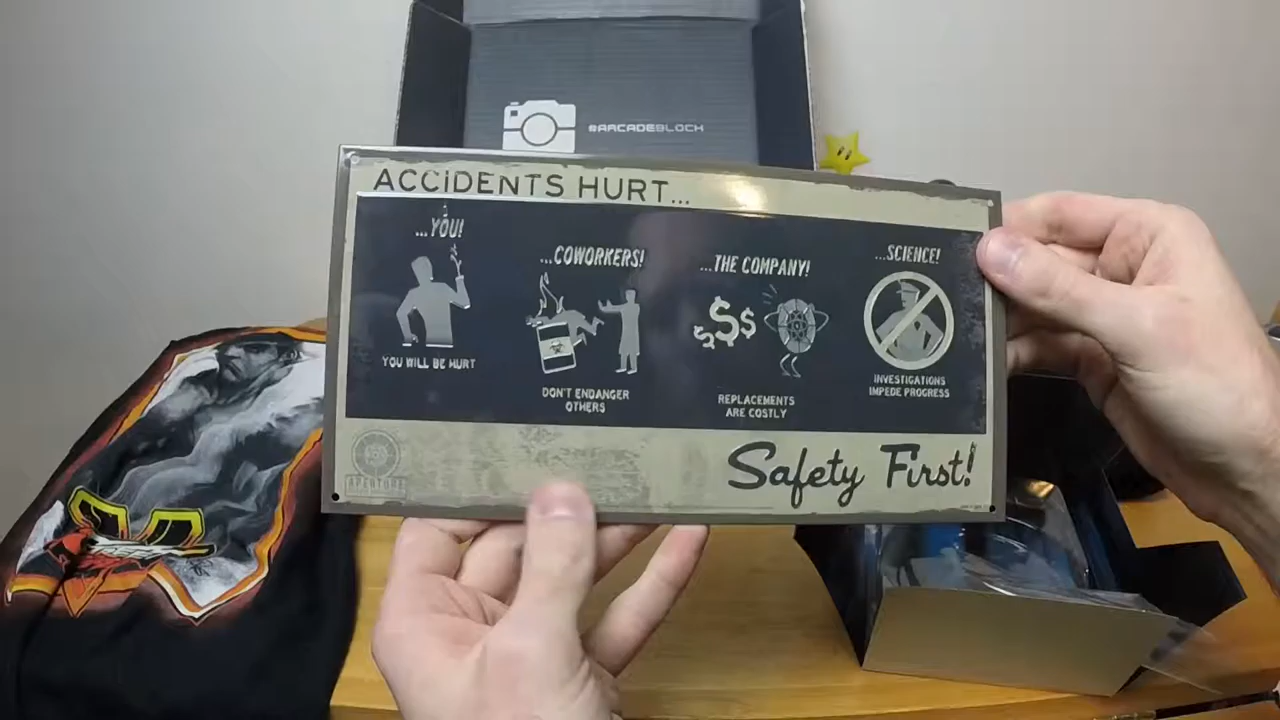 #ARCADEBLOCK
ACCIDENTS HURT...
...YOU!
YOU WILL BE HURT
...COWORKERS!
DON'T ENDANGER
OTHERS
...THE COMPANY!
$$$
REPLACEMENTS
ARE COSTLY
...SCIENCE!
INVESTIGATIONS
IMPEDE PROGRESS
APERTURE
Safety First!